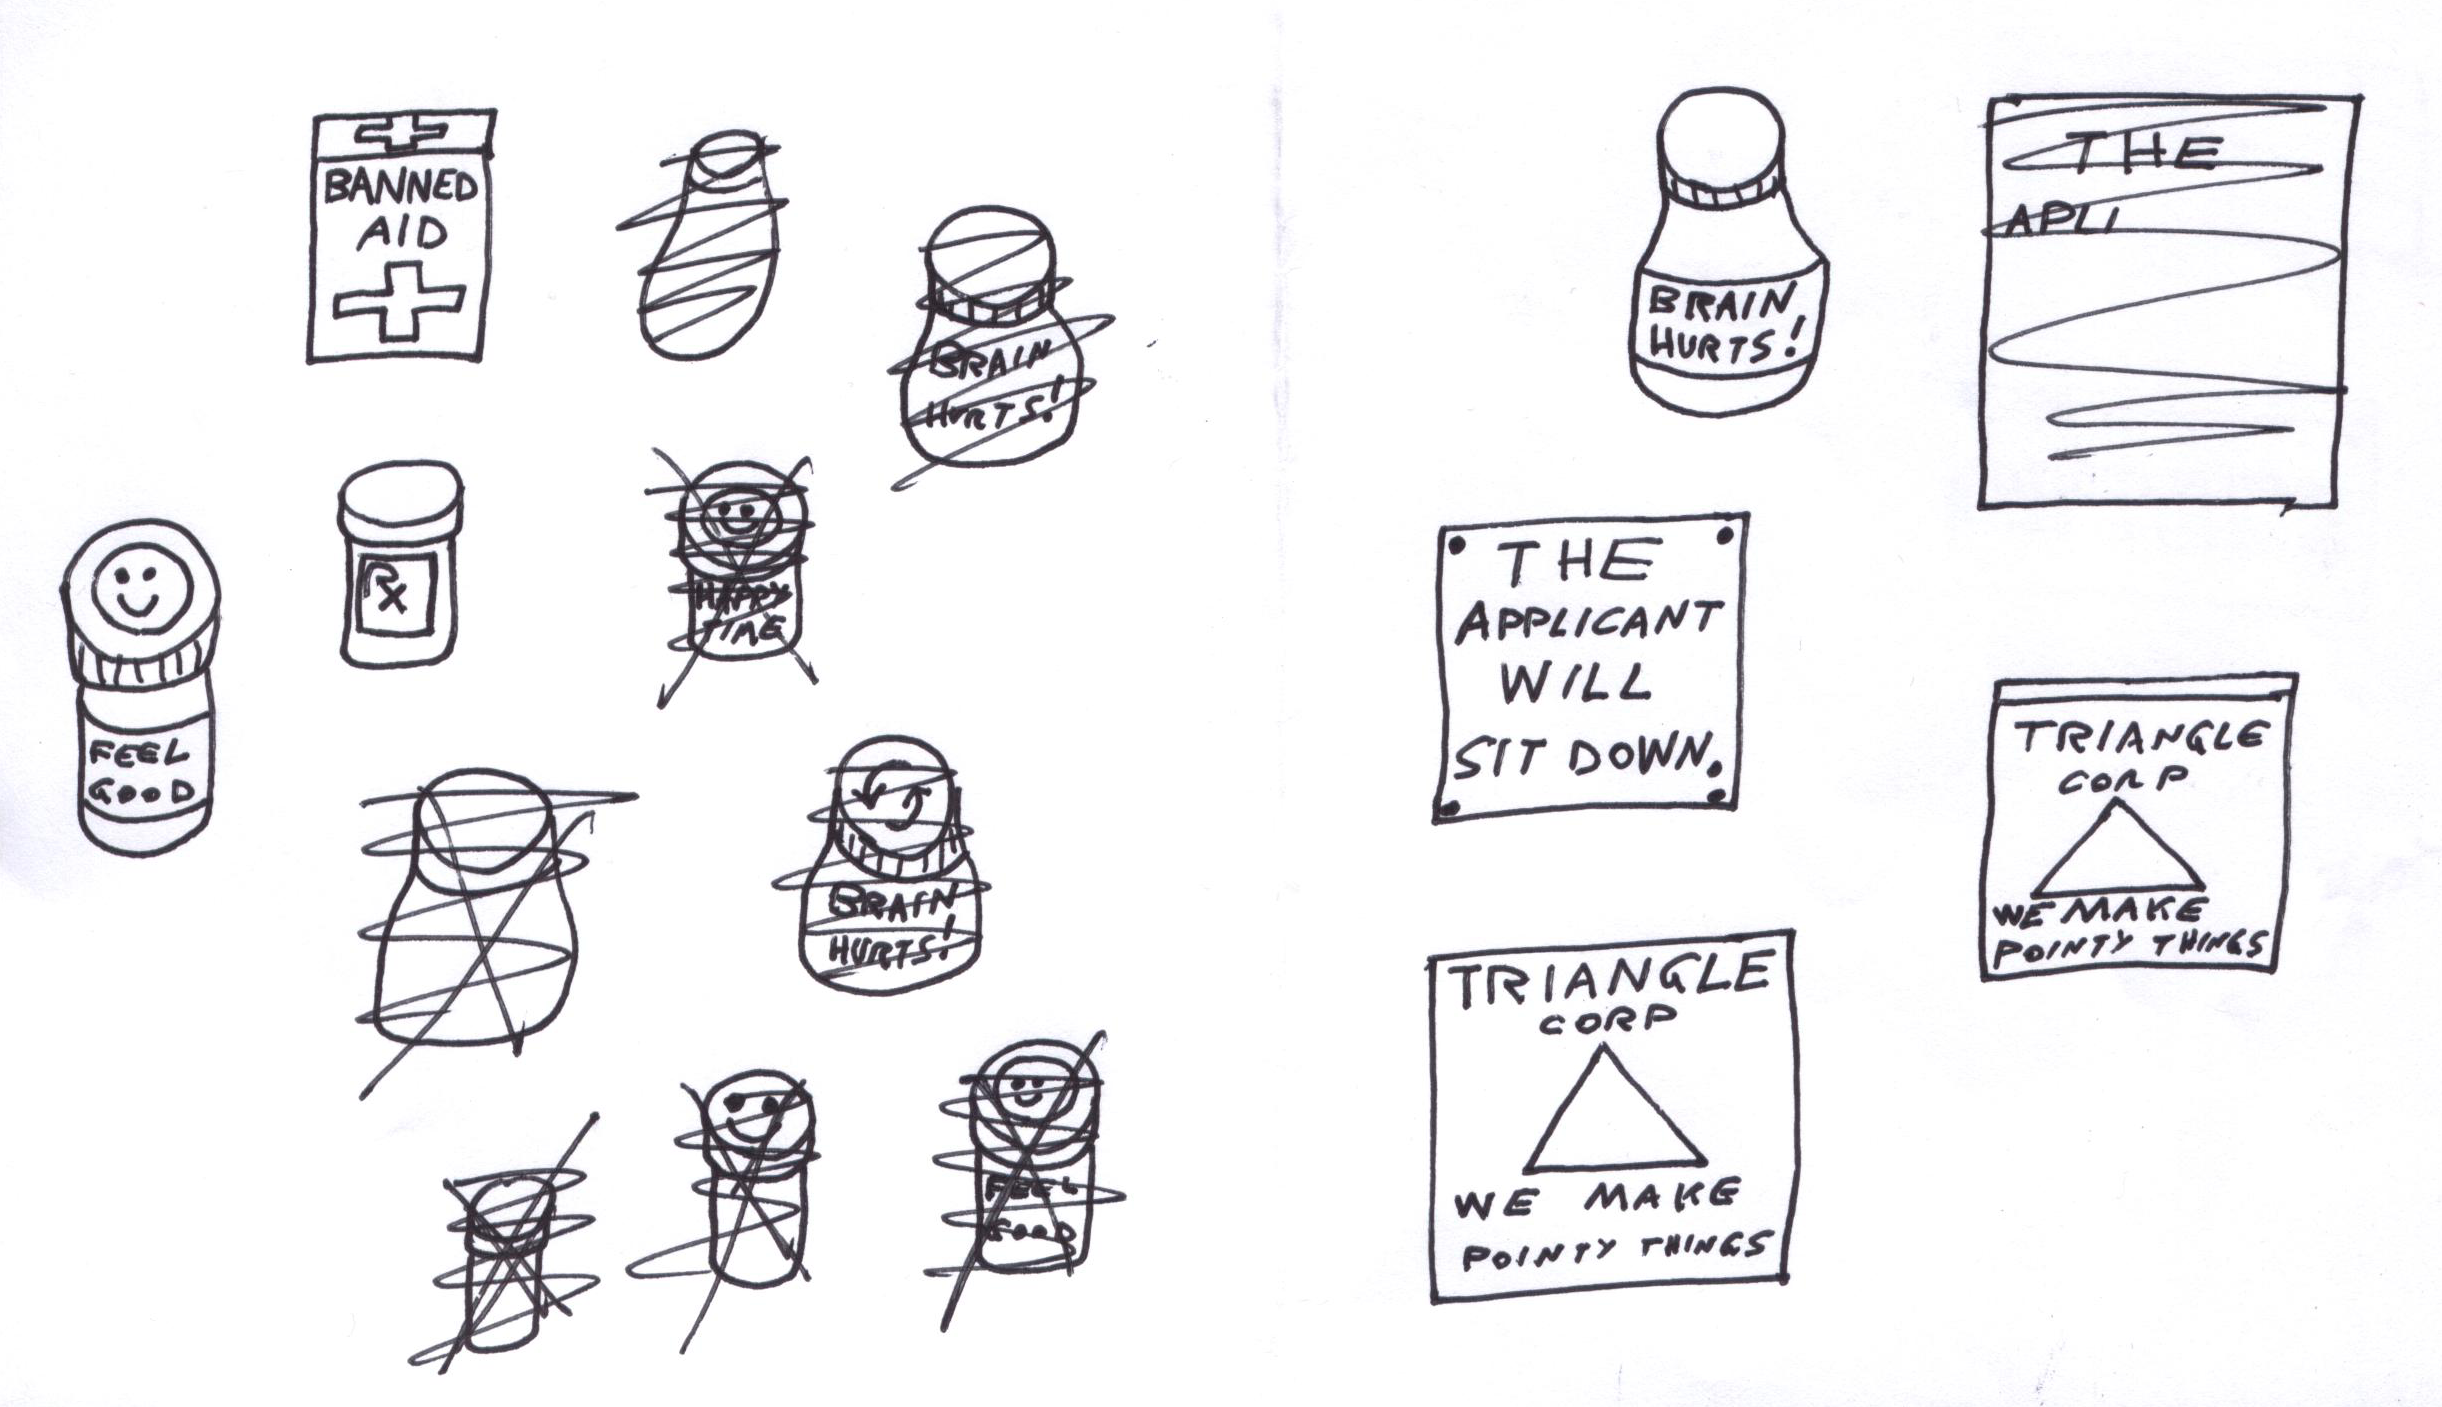 BANNED
AID
BRAIN
HURTS!
Rx
HAPPY
TIME
FEEL
GOOD
BRAIN
HURTS!
FEEL
GOOD
BRAIN
HURTS!
THE
APLI
THE
APPLICANT
WILL
SIT DOWN.
TRIANGLE
CORP
WE MAKE
POINTY THINGS
TRIANGLE
CORP
WE MAKE
POINTY THINGS